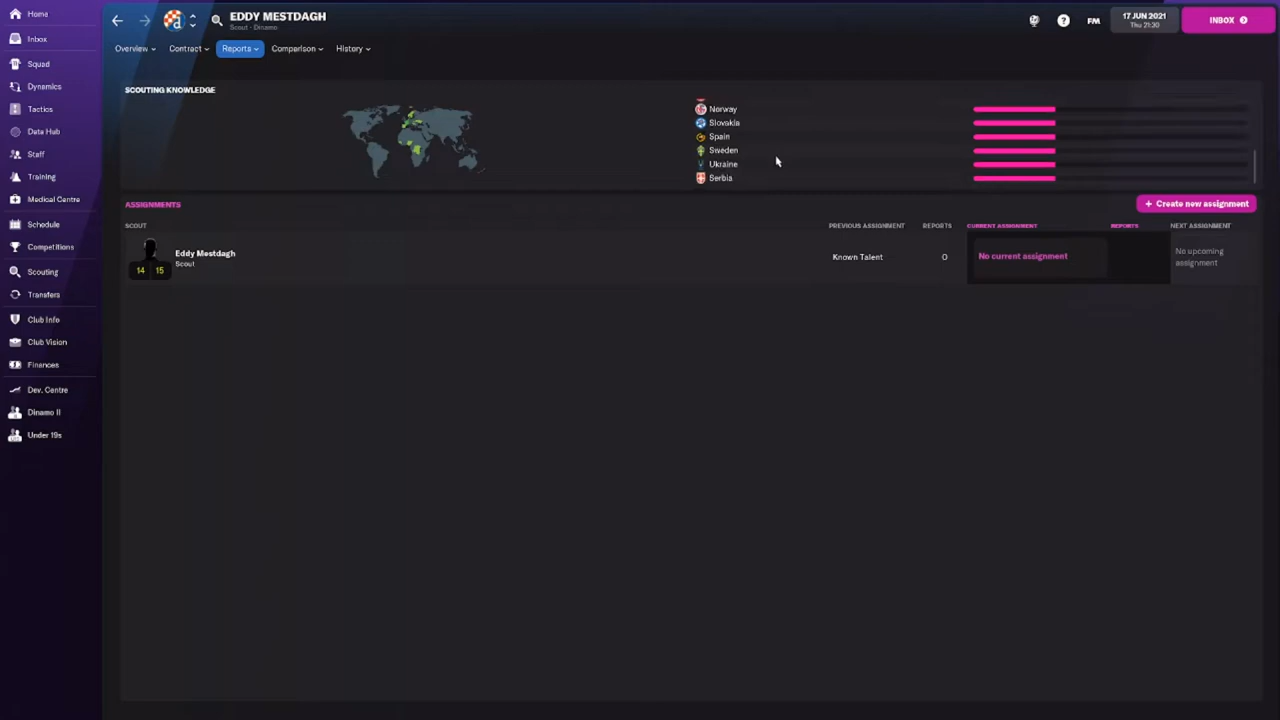 Home
EDDY MESTDAGH
Scout - Dinamo
FM
17 JUN 2021
Thu 21:30
INBOX
Inbox
Overview
Contract
Reports
Comparison
History
Squad
Dynamics
Tactics
Data Hub
Staff
Training
Medical Centre
Schedule
Competitions
Scouting
Transfers
Club Info
Club Vision
Finances
Dev. Centre
Dinamo II
Under 19s
SCOUTING KNOWLEDGE
Norway
Slovakia
Spain
Sweden
Ukraine
Serbia
ASSIGNMENTS
+ Create new assignment
SCOUT
PREVIOUS ASSIGNMENT
REPORTS
CURRENT ASSIGNMENT
REPORTS
NEXT ASSIGNMENT
14 15
Eddy Mestdagh
Scout
Known Talent
0
No current assignment
No upcoming
assignment